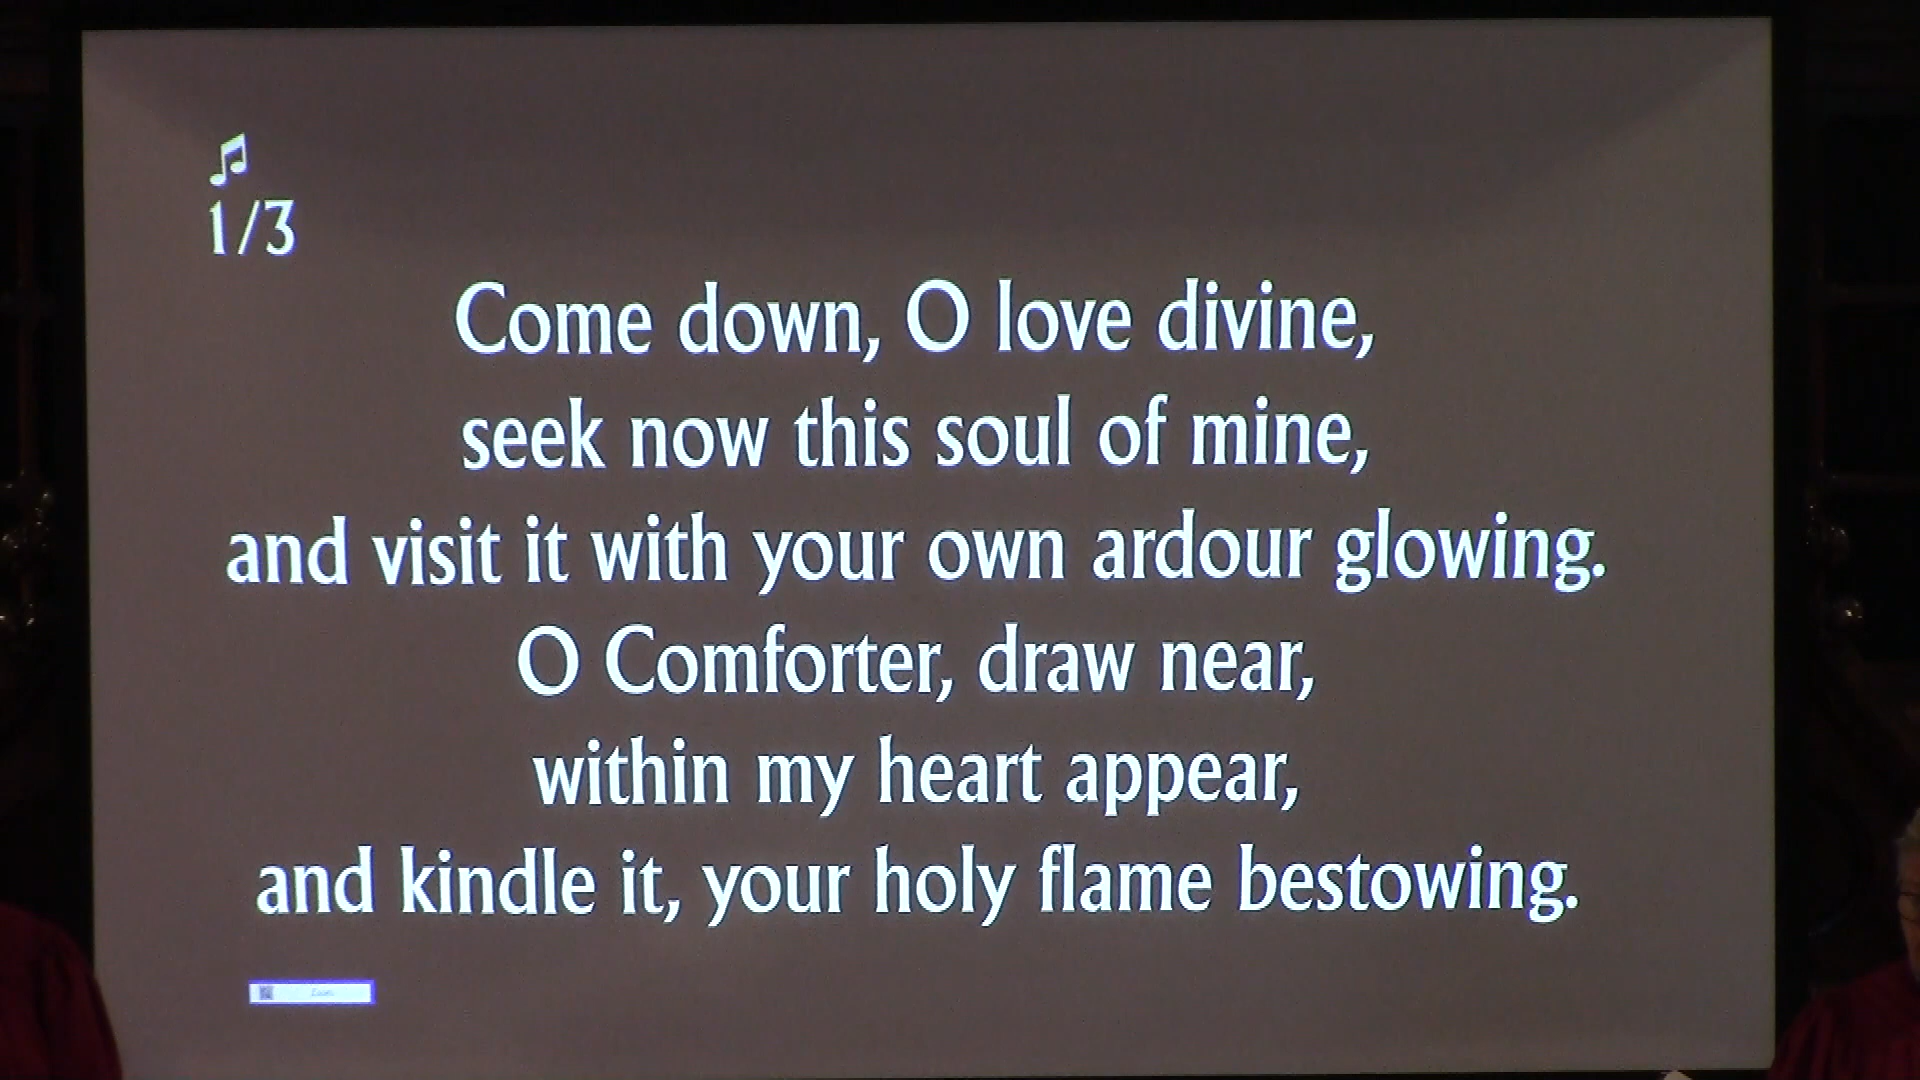 1/3
Come down, O love divine,
seek now this soul of mine,
and visit it with your own ardour glowing.
O Comforter, draw near,
within my heart appear,
and kindle it, your holy flame bestowing.